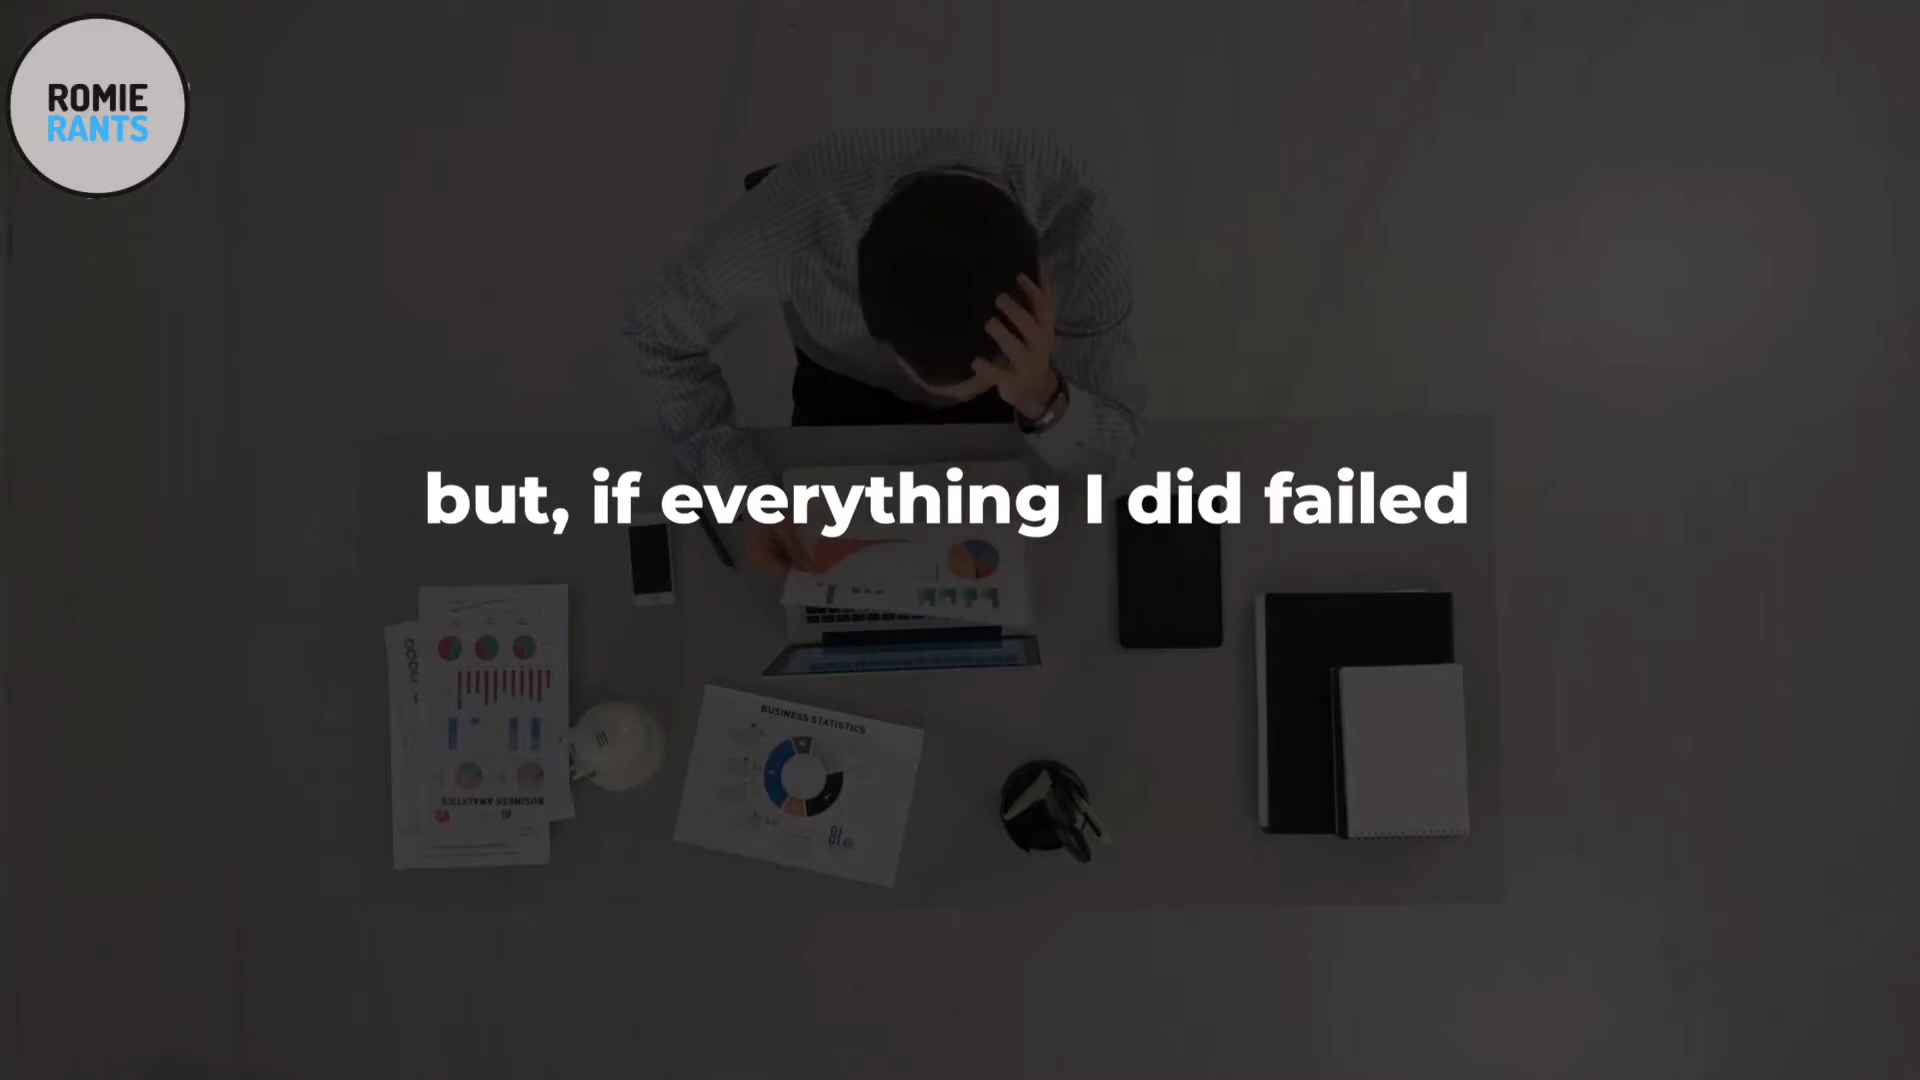 ROMIE
RANTS
but, if everything I did failed
BUSINESS STATISTICS
BUSINESS ANALYTICS